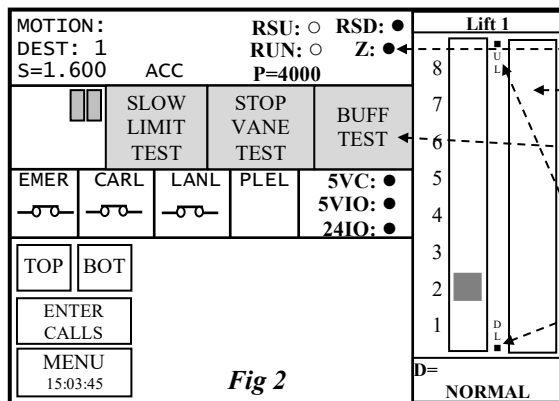 MOTION:
DEST: 1
S=1.600 ACC
RSU: ○ RSD: ●
RUN: ○ Z: ●
P=4000
SLOW LIMIT TEST
STOP VANE TEST
BUFF TEST
EMER CARL LANL PLEL
5VC: ●
5VIO: ●
24IO: ●
TOP BOT
ENTER CALLS
MENU
15:03:45
Fig 2
Lift 1
U
L
8
7
6
5
4
3
2
1
D
L
D=
NORMAL